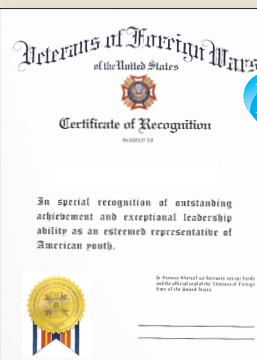 Veterans of Foreign Wars
of the United States
Certificate of Recognition
AWARDED TO
In special recognition of outstanding
achievement and exceptional leadership
ability as an esteemed representative of
American youth.
In Witness Whereof we hereunto set our hands
and the official seal of the Veterans of Foreign
Wars of the United States